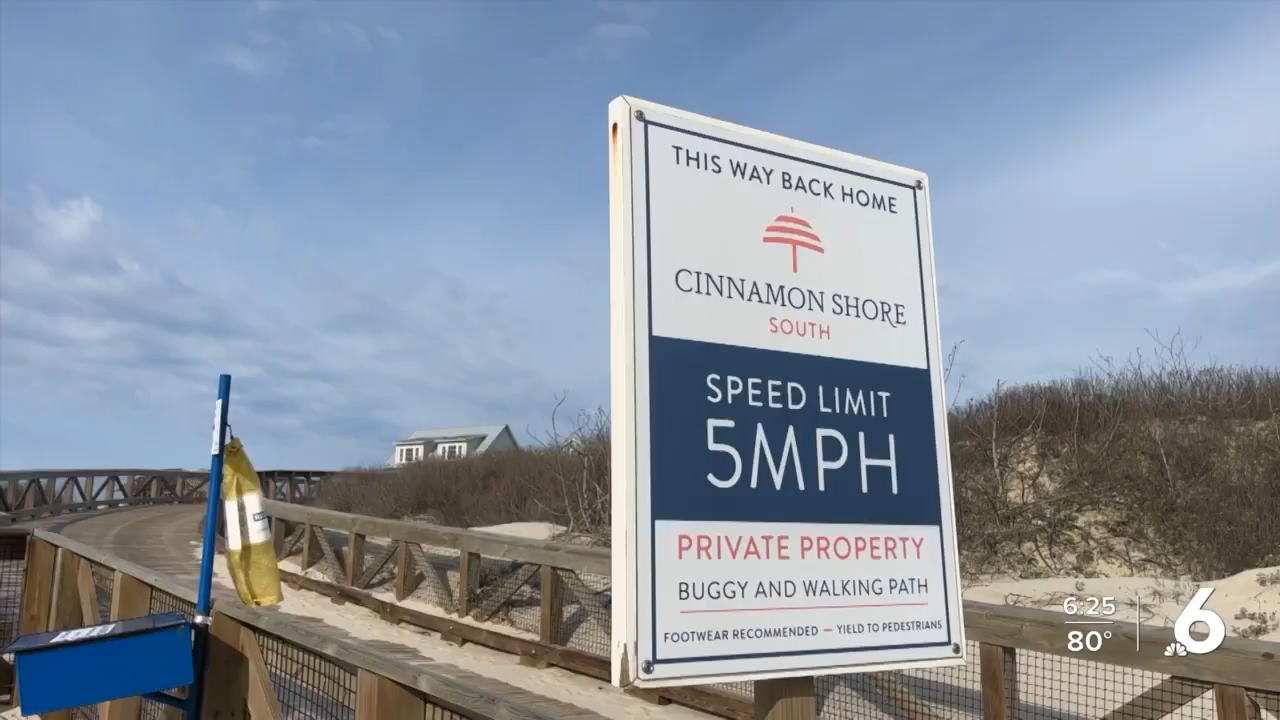 THIS WAY BACK HOME
CINNAMON SHORE
SOUTH
SPEED LIMIT
5MPH
PRIVATE PROPERTY
BUGGY AND WALKING PATH
FOOTWEAR RECOMMENDED — YIELD TO PEDESTRIANS
6:25
80°
6